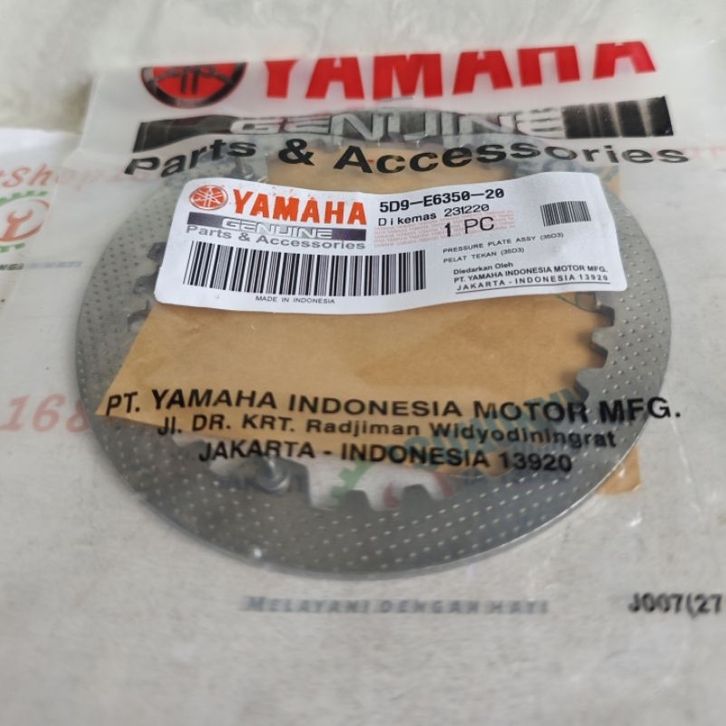 YAMAHA
GENUINE
Parts & Accessories
YAMAHA
GENUINE
Parts & Accessories
MADE IN INDONESIA
5D9-E6350-20
Dikemas 231220
1 PC
PRESSURE PLATE ASSY (35D3)
PELAT TEKAN (35D3)
Diedarkan Oleh
PT. YAMAHA INDONESIA MOTOR MFG.
JAKARTA - INDONESIA 13920
168
PT. YAMAHA INDONESIA MOTOR MFG.
Jl. DR. KRT. Radjiman Widyodiningrat
JAKARTA - INDONESIA 13920
MELAYANI DENGAN HATI
J007(27